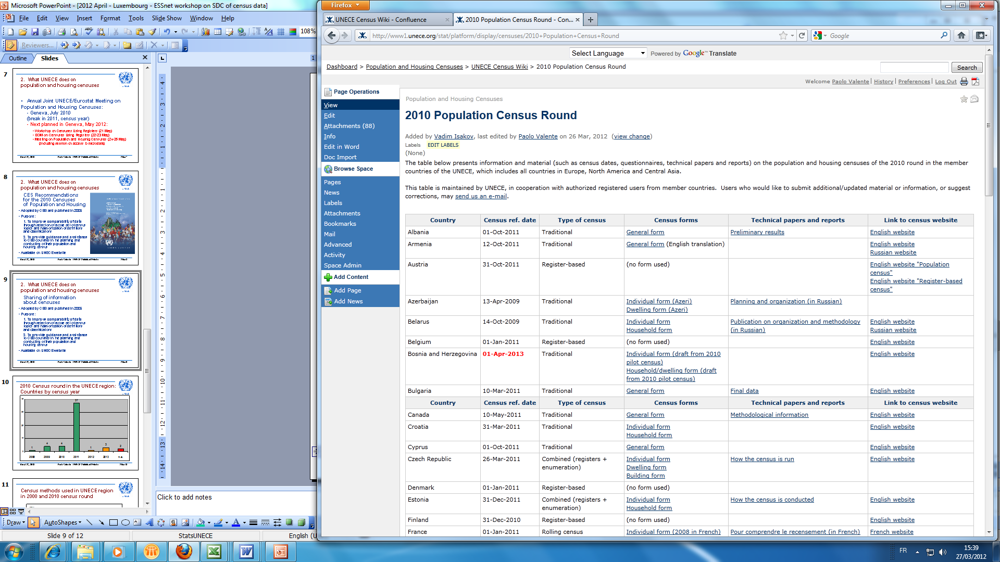 Microsoft PowerPoint - [2012 April - Luxembourg - ESSnet workshop on SDC of census data]
File Edit View Insert Format Tools Slide Show Window Help
108%
Reviewers...
Outline Slides
7
2. What UNECE does on
population and housing censuses
• Annual Joint UNECE/Eurostat Meeting on
Population and Housing Censuses:
- Geneva, July 2010
(break in 2011, census year)
- Next planned in Geneva, May 2012:
- Workshop on Censuses Using Registers (21 May)
- EGM on Censuses Using Registers (22-23 May)
- Meeting on Population and Housing Censuses (24-25 May)
(including session on access to microdata)
8
2. What UNECE does on
population and housing censuses
CES Recommendations
for the 2010 Censuses
of Population and Housing
• Adopted by CES and published in 2006
• Purpose:
1. To improve comparability of data
through selection of a core set of census
topics and harmonization of definitions
and classifications
2. To provide guidance and assistance
to CES countries in the planning and
conducting of their population and
housing census
• Available on UNECE website
9
2. What UNECE does on
population and housing censuses
Sharing of information
about censuses
• Adopted by CES and published in 2006
• Purpose:
1. To improve comparability of data
through selection of a core set of census
topics and harmonization of definitions
and classifications
2. To provide guidance and assistance
to CES countries in the planning and
conducting of their population and
housing census
• Available on UNECE website
10
2010 Census round in the UNECE region:
Countries by census year
1 4 4 37 1 3 2
2008 2009 2010 2011 2012 2013 n.a.
11
Census methods used in UNECE region
in 2000 and 2010 census round
Click to add notes
Draw AutoShapes
Slide 9 of 12 StatsUNECE English (U
Firefox
UNECE Census Wiki - Confluence
2010 Population Census Round - Con...
http://www1.unece.org/stat/platform/display/censuses/2010+Population+Census+Round
Google
Select Language Powered by Google™ Translate
Dashboard > Population and Housing Censuses > UNECE Census Wiki > 2010 Population Census Round
Search
Welcome Paolo Valente | History | Preferences | Log Out
Page Operations
View
Edit
Attachments (88)
Info
Edit in Word
Doc Import
Browse Space
Pages
News
Labels
Attachments
Bookmarks
Mail
Advanced
Activity
Space Admin
Add Content
Add Page
Add News
Population and Housing Censuses
2010 Population Census Round
Added by Vadim Isakov, last edited by Paolo Valente on 26 Mar, 2012 (view change)
Labels EDIT LABELS
(None)
The table below presents information and material (such as census dates, questionnaires, technical papers and reports) on the population and housing censuses of the 2010 round in the member
countries of the UNECE, which includes all countries in Europe, North America and Central Asia.
This table is maintained by UNECE, in cooperation with authorized registered users from member countries. Users who would like to submit additional/updated material or information, or suggest
corrections, may send us an e-mail.
Country Census ref. date Type of census Census forms Technical papers and reports Link to census website
Albania 01-Oct-2011 Traditional General form Preliminary results English website
Armenia 12-Oct-2011 Traditional General form (English translation) English website
Russian website
Austria 31-Oct-2011 Register-based (no form used) English website "Population
census"
English website "Register-based
census"
Azerbaijan 13-Apr-2009 Traditional Individual form (Azeri) Planning and organization (in Russian)
Dwelling form (Azeri)
Belarus 14-Oct-2009 Traditional Individual form Publication on organization and methodology English website
Household form (in Russian) Russian website
Belgium 01-Jan-2011 Register-based (no form used) English website
Bosnia and Herzegovina 01-Apr-2013 Traditional Individual form (draft from 2010 English website
pilot census)
Household/dwelling form (draft
from 2010 pilot census)
Bulgaria 10-Mar-2011 Traditional General form Final data English website
Country Census ref. date Type of census Census forms Technical papers and reports Link to census website
Canada 10-May-2011 Traditional General form Methodological information English website
Croatia 31-Mar-2011 Traditional Individual form English website
Household form
Cyprus 01-Oct-2011 Traditional General form English website
Czech Republic 26-Mar-2011 Combined (registers + Individual form How the census is run English website
enumeration) Dwelling form
Building form
Denmark 01-Jan-2011 Register-based (no form used)
Estonia 31-Dec-2011 Combined (registers + Individual form How the census is conducted English website
enumeration) Household form
Finland 31-Dec-2010 Register-based (no form used) English website
France 01-Jan-2011 Rolling census Individual form (2008 in French) Pour comprendre le recensement (in French) French website
FR 15:39
27/03/2012